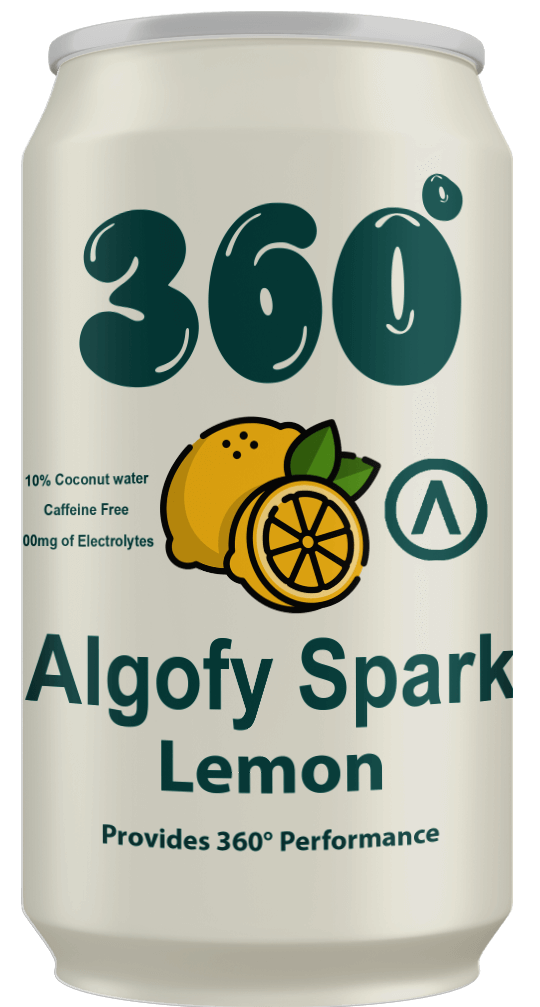 360°
10% Coconut water
Caffeine Free
00mg of Electrolytes
Algofy Spark
Lemon
Provides 360° Performance